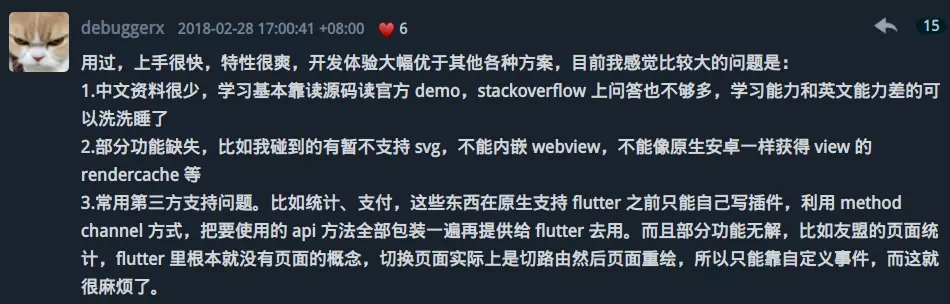 debuggerx 2018-02-28 17:00:41 +08:00 6 15
用过，上手很快，特性很爽，开发体验大幅优于其他各种方案，目前我感觉比较大的问题是：
1.中文资料很少，学习基本靠读源码读官方 demo，stackoverflow 上问答也不够多，学习能力和英文能力差的可
以洗洗睡了
2.部分功能缺失，比如我碰到的有暂不支持 svg，不能内嵌 webview，不能像原生安卓一样获得 view 的
rendercache 等
3.常用第三方支持问题。比如统计、支付，这些东西在原生支持 flutter 之前只能自己写插件，利用 method
channel 方式，把要使用的 api 方法全部包装一遍再提供给 flutter 去用。而且部分功能无解，比如友盟的页面统
计，flutter 里根本就没有页面的概念，切换页面实际上是切路由然后页面重绘，所以只能靠自定义事件，而这就
很麻烦了。